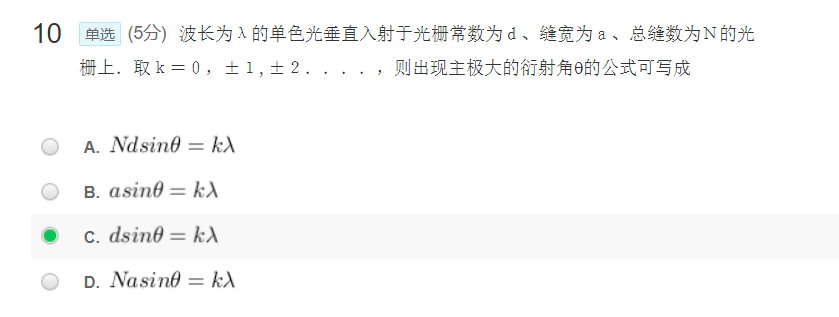 10 单选 (5分) 波长为λ的单色光垂直入射于光栅常数为d、缝宽为a、总缝数为N的光
栅上．取k＝0，±1,±2．．．．，则出现主极大的衍射角θ的公式可写成
A. Ndsinθ = kλ
B. asinθ = kλ
C. dsinθ = kλ
D. Nasinθ = kλ